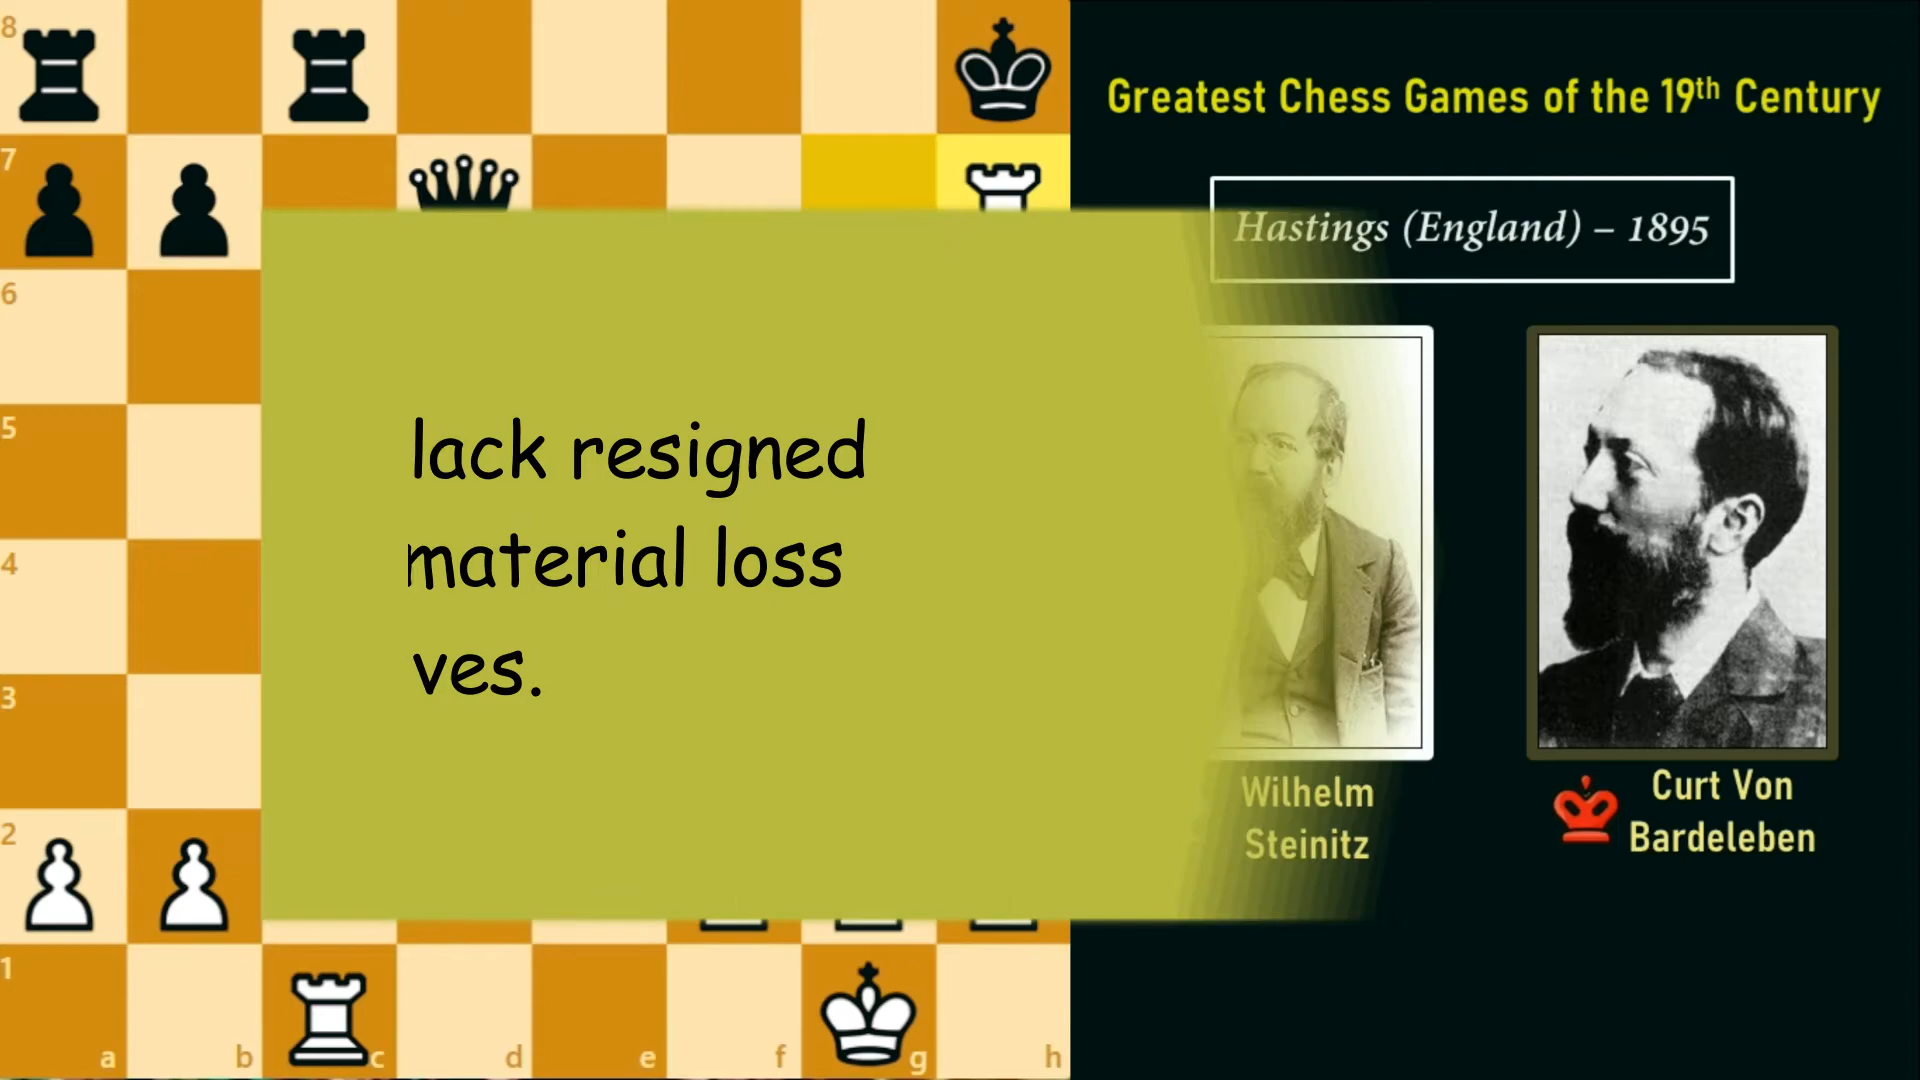 Greatest Chess Games of the 19th Century
Hastings (England) – 1895
lack resigned
material loss
ves.
Wilhelm
Steinitz
Curt Von
Bardeleben
8
7
6
5
4
3
2
1
a b c d e f g h